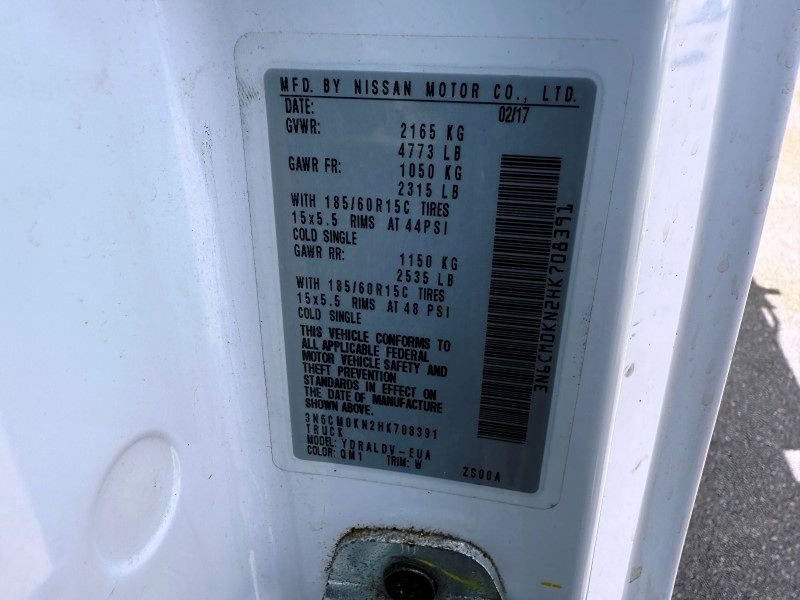 MFD. BY NISSAN MOTOR CO., LTD.
DATE: 02/17
GVWR: 2165 KG
4773 LB
GAWR FR: 1050 KG
2315 LB
WITH 185/60R15C TIRES
15x5.5 RIMS AT 44PSI
COLD SINGLE
GAWR RR: 1150 KG
2535 LB
WITH 185/60R15C TIRES
15x5.5 RIMS AT 48 PSI
COLD SINGLE
THIS VEHICLE CONFORMS TO
ALL APPLICABLE FEDERAL
MOTOR VEHICLE SAFETY AND
THEFT PREVENTION
STANDARDS IN EFFECT ON
THE DATE OF MANUFACTURE
SHOWN ABOVE.
3N6CM0KN2HK708391
TRUCK
MODEL: YDRALDV-EUA
COLOR: QM1 TRIM: W ZS00A
3N6CM0KN2HK708391